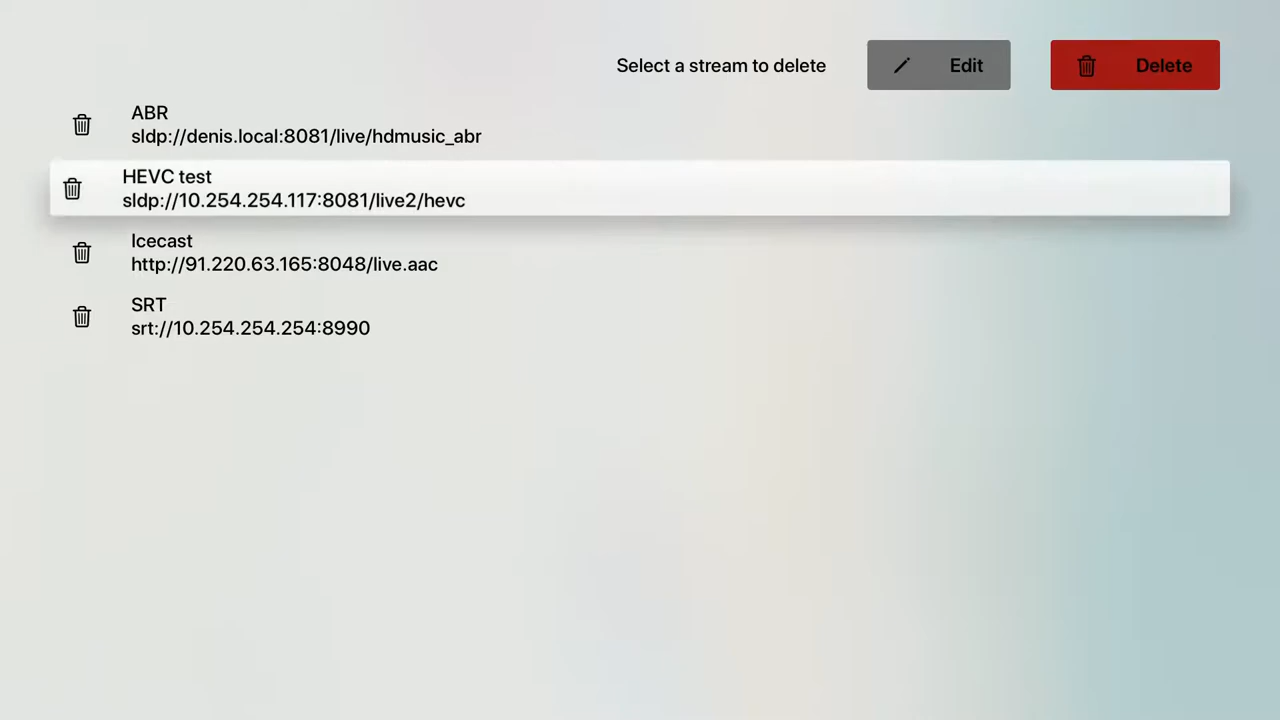 Select a stream to delete
Edit
Delete
ABR
sldp://denis.local:8081/live/hdmusic_abr
HEVC test
sldp://10.254.254.117:8081/live2/hevc
Icecast
http://91.220.63.165:8048/live.aac
SRT
srt://10.254.254.254:8990